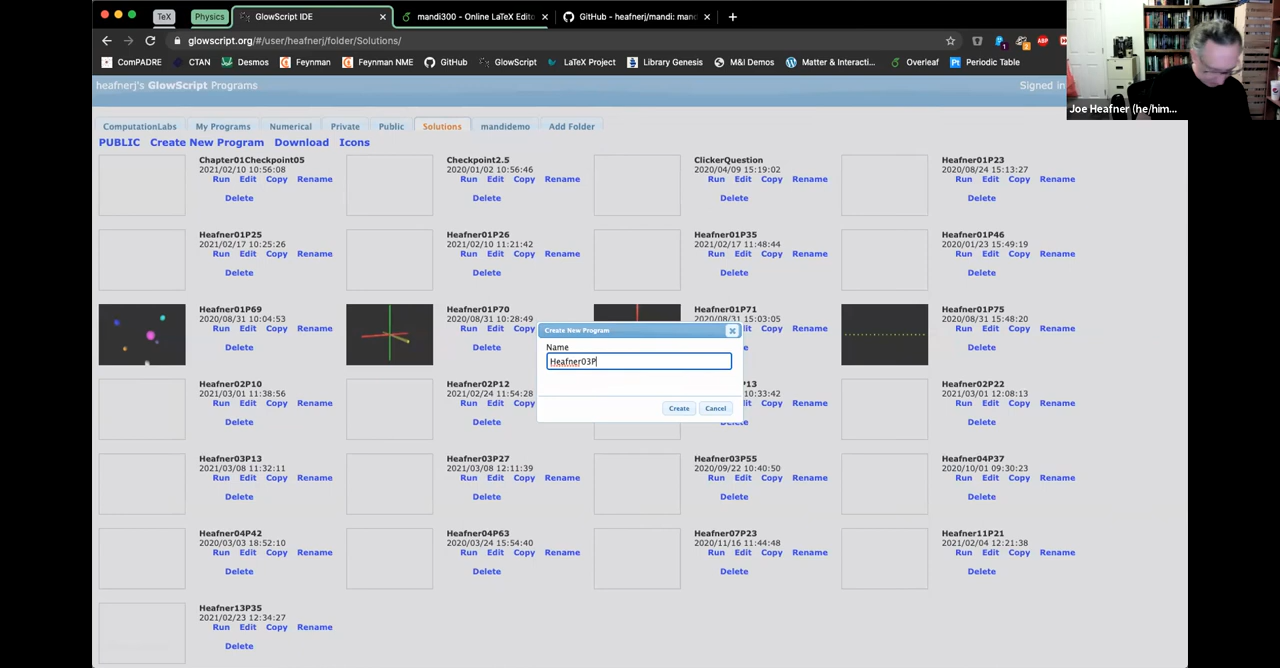 TeX Physics GlowScript IDE mandi300 - Online LaTeX Edito GitHub - heafnerj/mandi: mand
glowscript.org/#/user/heafnerj/folder/Solutions/
ComPADRE CTAN Desmos Feynman Feynman NME GitHub GlowScript LaTeX Project Library Genesis M&I Demos Matter & Interacti... Overleaf Periodic Table
Joe Heafner (he/him...
heafnerj's GlowScript Programs Signed in
ComputationLabs My Programs Numerical Private Public Solutions mandidemo Add Folder
PUBLIC Create New Program Download Icons
Chapter01Checkpoint05 Checkpoint2.5 ClickerQuestion Heafner01P23
2021/02/10 10:56:08 2020/01/02 10:56:46 2020/04/09 15:19:02 2020/08/24 15:13:27
Run Edit Copy Rename Run Edit Copy Rename Run Edit Copy Rename Run Edit Copy Rename
Delete Delete Delete Delete
Heafner01P25 Heafner01P26 Heafner01P35 Heafner01P46
2021/02/17 10:25:26 2021/02/10 11:21:42 2021/02/17 11:48:44 2020/01/23 15:49:19
Run Edit Copy Rename Run Edit Copy Rename Run Edit Copy Rename Run Edit Copy Rename
Delete Delete Delete Delete
Heafner01P69 Heafner01P70 Heafner01P71 Heafner01P75
2020/08/31 10:04:53 2020/08/31 10:28:49 2020/08/31 15:03:05 2020/08/31 15:48:20
Run Edit Copy Rename Run Edit Copy Rename Edit Copy Rename Run Edit Copy Rename
Delete Delete Delete
Create New Program
Name
Heafner03P
Create Cancel
Heafner02P10 Heafner02P12 P13 Heafner02P22
2021/03/01 11:38:56 2021/02/24 11:54:28 10:33:42 2021/03/01 12:08:13
Run Edit Copy Rename Run Edit Copy Copy Rename Run Edit Copy Rename
Delete Delete Delete Delete
Heafner03P13 Heafner03P27 Heafner03P55 Heafner04P37
2021/03/08 11:32:11 2021/03/08 12:11:39 2020/09/22 10:40:50 2020/10/01 09:30:23
Run Edit Copy Rename Run Edit Copy Rename Run Edit Copy Rename Run Edit Copy Rename
Delete Delete Delete Delete
Heafner04P42 Heafner04P63 Heafner07P23 Heafner11P21
2020/03/03 18:52:10 2020/03/24 15:54:40 2020/11/16 11:44:48 2021/02/04 12:21:38
Run Edit Copy Rename Run Edit Copy Rename Run Edit Copy Rename Run Edit Copy Rename
Delete Delete Delete Delete
Heafner13P35
2021/02/23 12:34:27
Run Edit Copy Rename
Delete